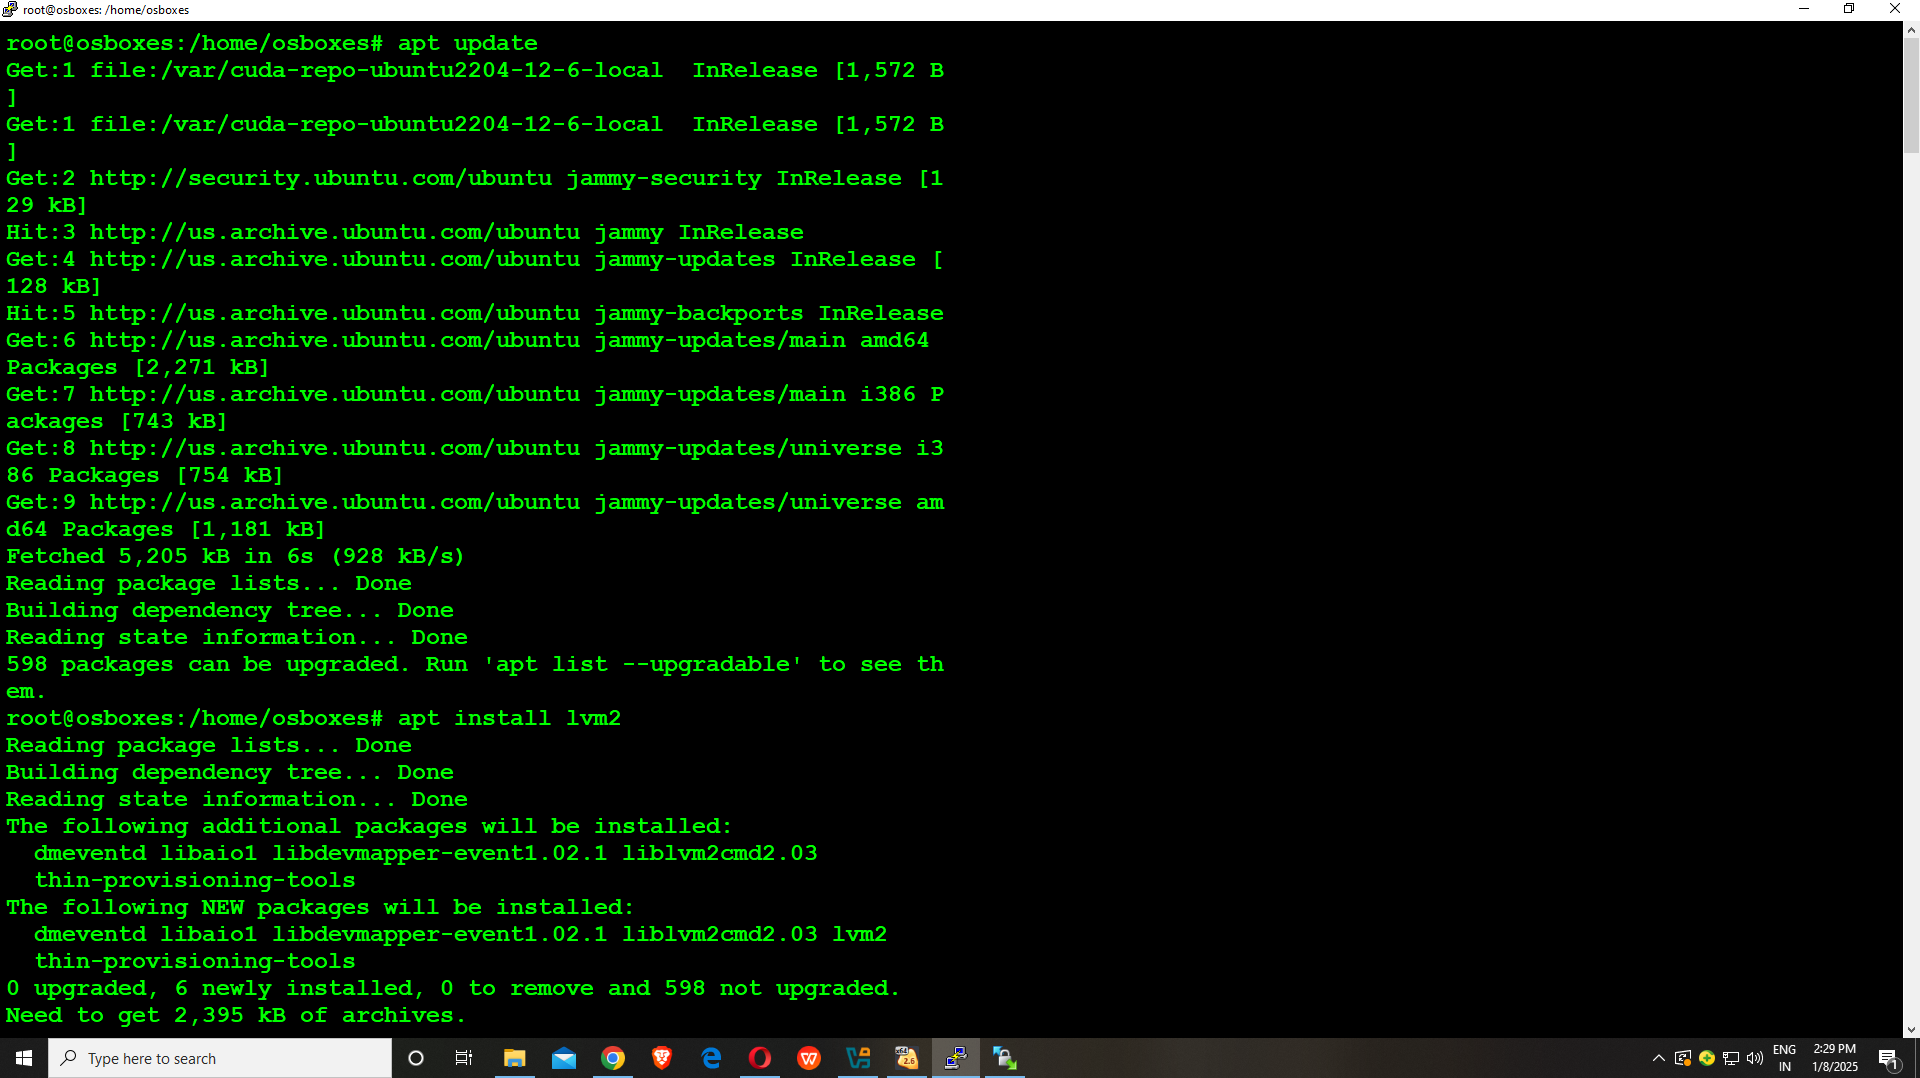 root@osboxes: /home/osboxes
root@osboxes:/home/osboxes# apt update
Get:1 file:/var/cuda-repo-ubuntu2204-12-6-local  InRelease [1,572 B
]
Get:1 file:/var/cuda-repo-ubuntu2204-12-6-local  InRelease [1,572 B
]
Get:2 http://security.ubuntu.com/ubuntu jammy-security InRelease [1
29 kB]
Hit:3 http://us.archive.ubuntu.com/ubuntu jammy InRelease
Get:4 http://us.archive.ubuntu.com/ubuntu jammy-updates InRelease [
128 kB]
Hit:5 http://us.archive.ubuntu.com/ubuntu jammy-backports InRelease
Get:6 http://us.archive.ubuntu.com/ubuntu jammy-updates/main amd64
Packages [2,271 kB]
Get:7 http://us.archive.ubuntu.com/ubuntu jammy-updates/main i386 P
ackages [743 kB]
Get:8 http://us.archive.ubuntu.com/ubuntu jammy-updates/universe i3
86 Packages [754 kB]
Get:9 http://us.archive.ubuntu.com/ubuntu jammy-updates/universe am
d64 Packages [1,181 kB]
Fetched 5,205 kB in 6s (928 kB/s)
Reading package lists... Done
Building dependency tree... Done
Reading state information... Done
598 packages can be upgraded. Run 'apt list --upgradable' to see th
em.
root@osboxes:/home/osboxes# apt install lvm2
Reading package lists... Done
Building dependency tree... Done
Reading state information... Done
The following additional packages will be installed:
  dmeventd libaio1 libdevmapper-event1.02.1 liblvm2cmd2.03
  thin-provisioning-tools
The following NEW packages will be installed:
  dmeventd libaio1 libdevmapper-event1.02.1 liblvm2cmd2.03 lvm2
  thin-provisioning-tools
0 upgraded, 6 newly installed, 0 to remove and 598 not upgraded.
Need to get 2,395 kB of archives.
Type here to search
ENG
IN
2:29 PM
1/8/2025
1